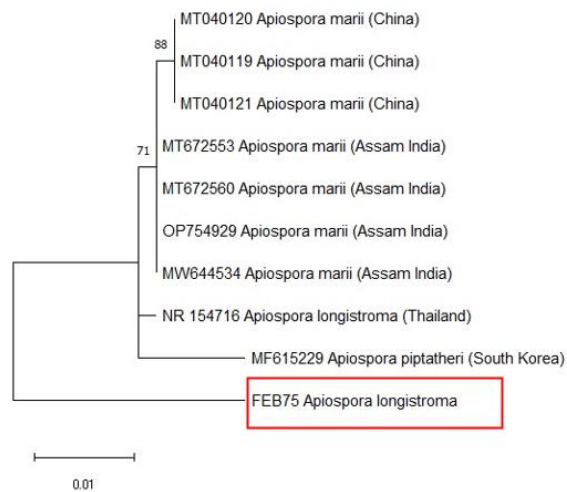 MT040120 Apiospora marii (China)
88
MT040119 Apiospora marii (China)
MT040121 Apiospora marii (China)
71
MT672553 Apiospora marii (Assam India)
MT672560 Apiospora marii (Assam India)
OP754929 Apiospora marii (Assam India)
MW644534 Apiospora marii (Assam India)
NR 154716 Apiospora longistroma (Thailand)
MF615229 Apiospora piptatheri (South Korea)
FEB75 Apiospora longistroma
0.01